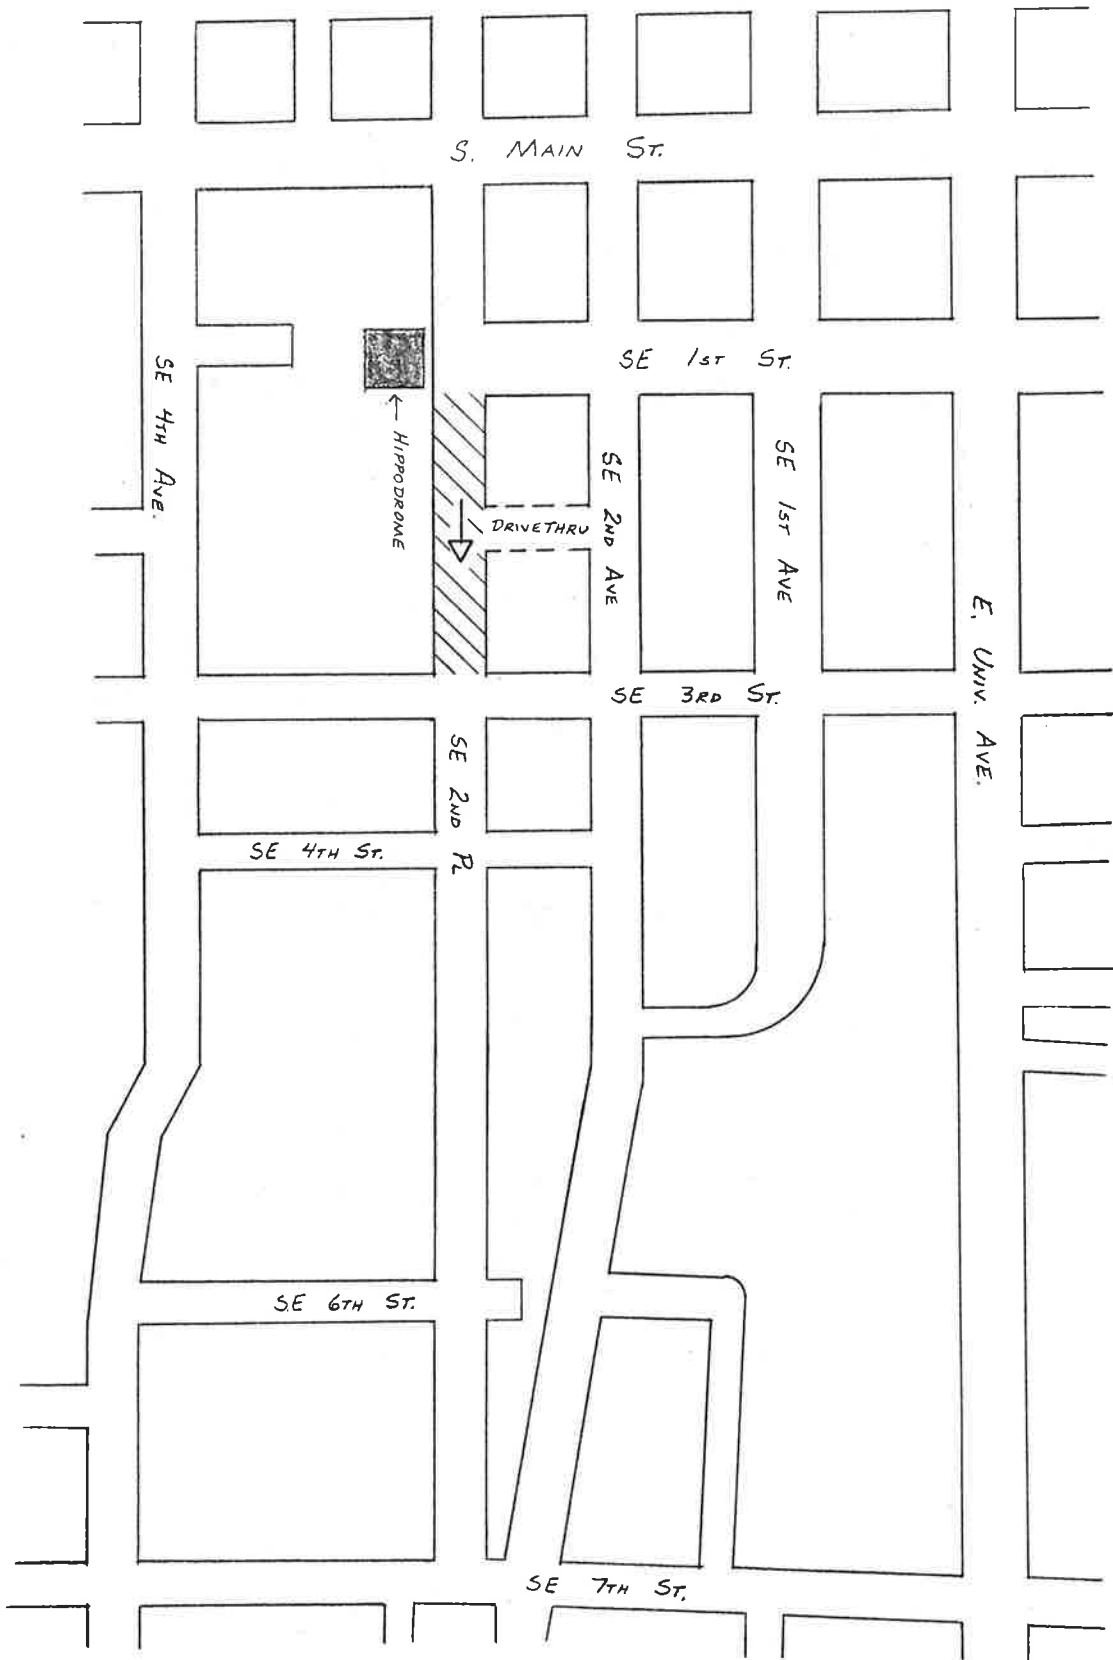 S. MAIN ST.
SE 1ST ST.
SE 4TH AVE.
HIPPODROME
DRIVETHRU
SE 2ND AVE
SE 1ST AVE
E. UNIV. AVE.
SE 3RD ST.
SE 2ND PL
SE 4TH ST.
SE 6TH ST.
SE 7TH ST.